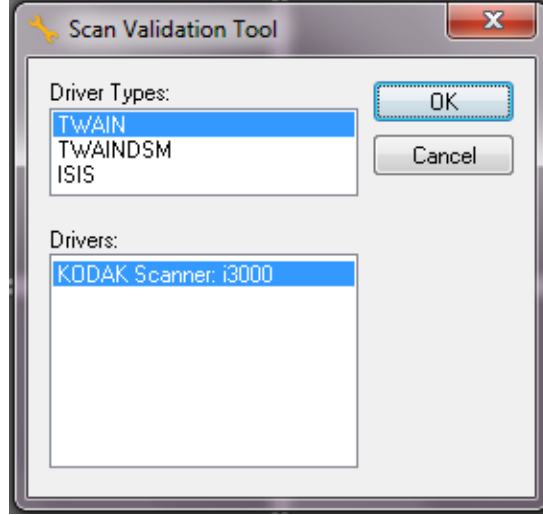 Scan Validation Tool
Driver Types:
TWAIN
TWAINDSM
ISIS
OK
Cancel
Drivers:
KODAK Scanner: i3000